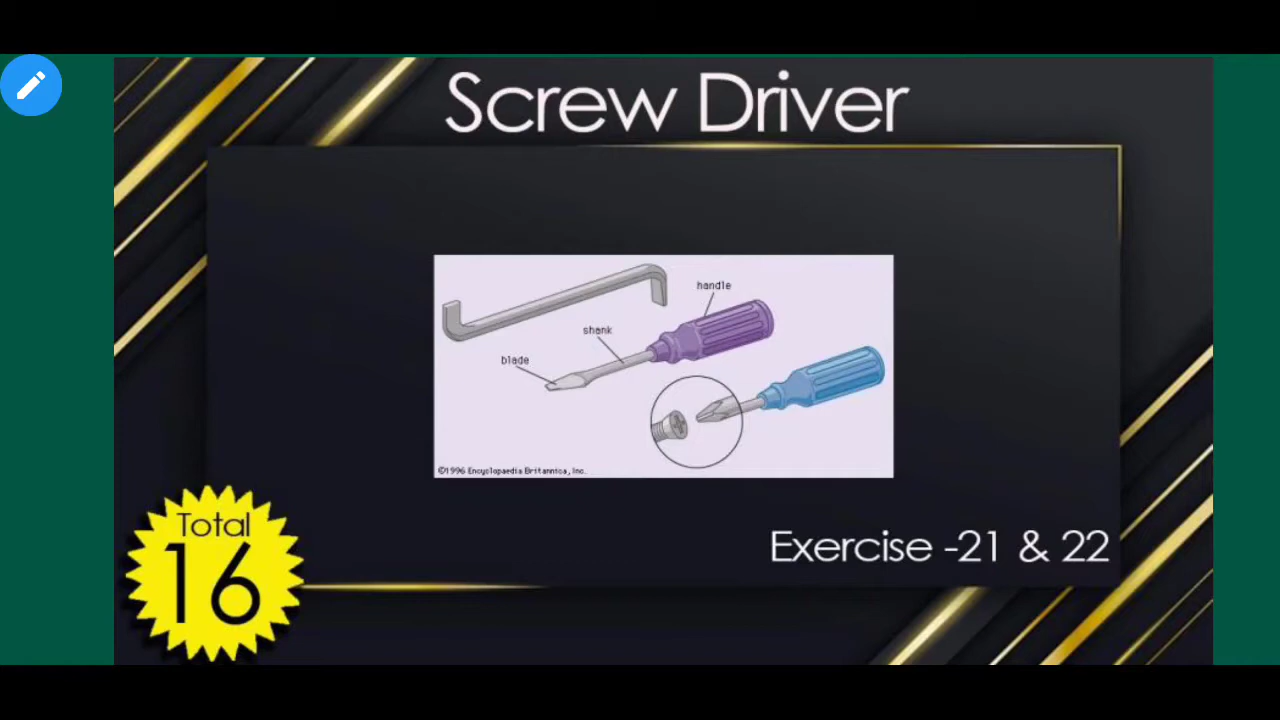 Screw Driver
handle
shank
blade
©1996 Encyclopaedia Britannica, Inc.
Total
16
Exercise -21 & 22